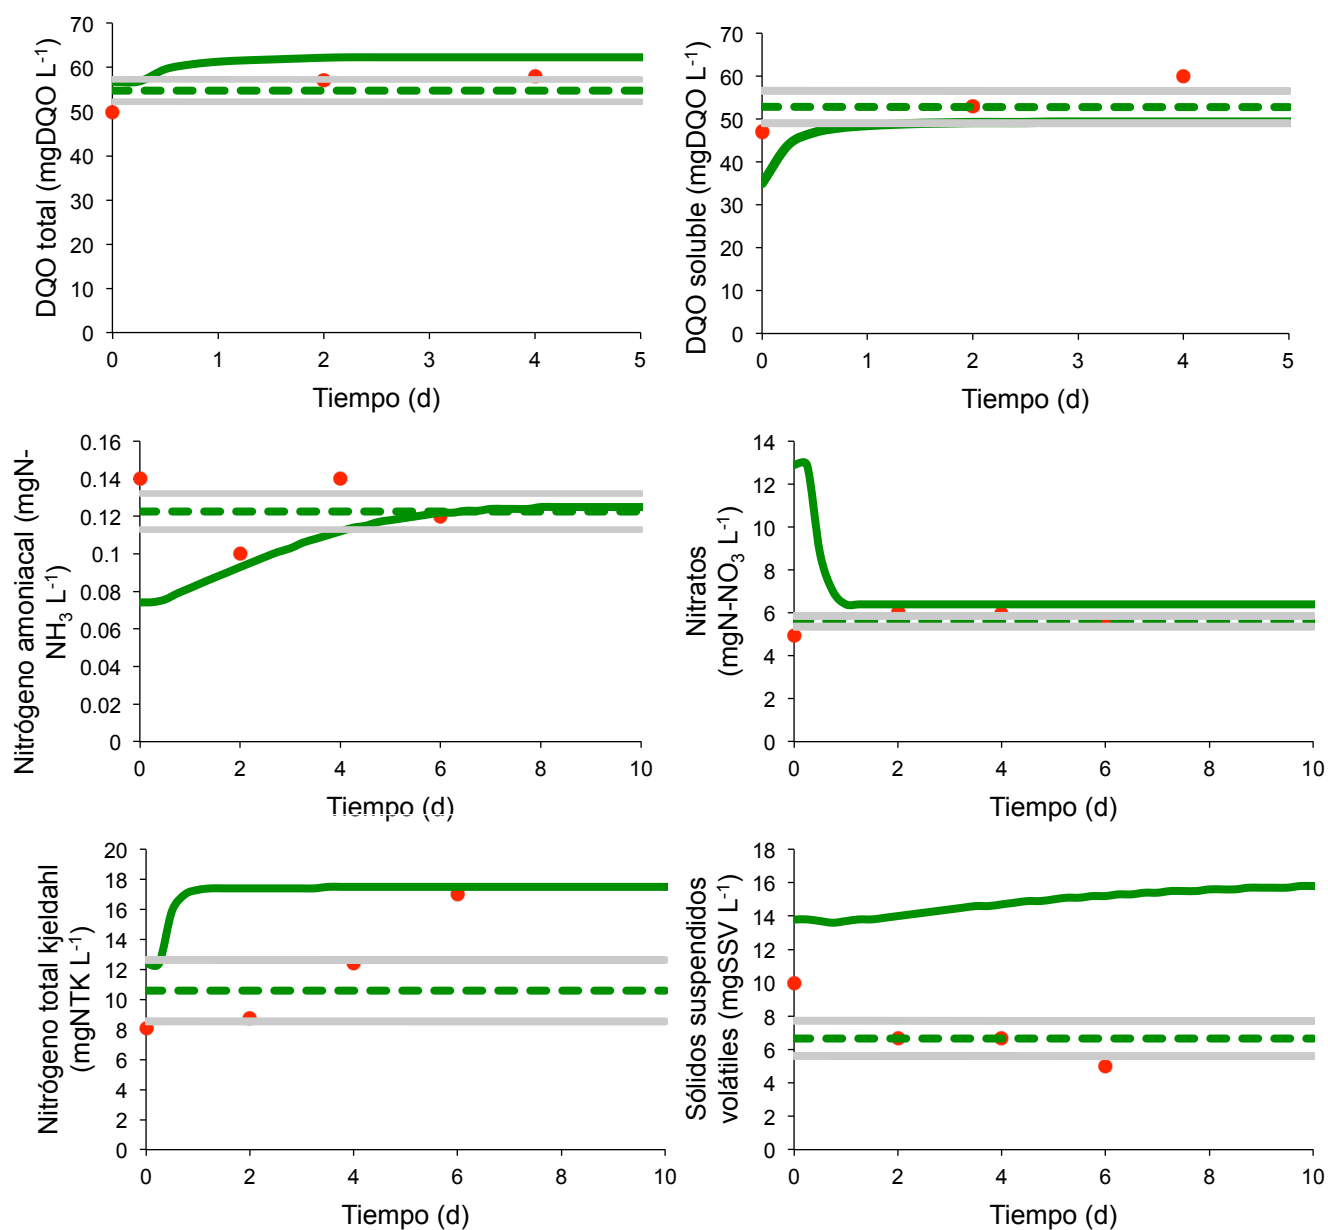 DQO total (mgDQO L-1)
70
60
50
40
30
20
10
0
0 1 2 3 4 5
Tiempo (d)
DQO soluble (mgDQO L-1)
70
60
50
40
30
20
10
0
0 1 2 3 4 5
Tiempo (d)
Nitrógeno amoniacal (mgN-
NH3 L-1)
0.16
0.14
0.12
0.1
0.08
0.06
0.04
0.02
0
0 2 4 6 8 10
Tiempo (d)
Nitratos
(mgN-NO3 L-1)
14
12
10
8
6
4
2
0
0 2 4 6 8 10
Tiempo (d)
Nitrógeno total kjeldahl
(mgNTK L-1)
20
18
16
14
12
10
8
6
4
2
0
0 2 4 6 8 10
Tiempo (d)
Sólidos suspendidos
volátiles (mgSSV L-1)
18
16
14
12
10
8
6
4
2
0
0 2 4 6 8 10
Tiempo (d)